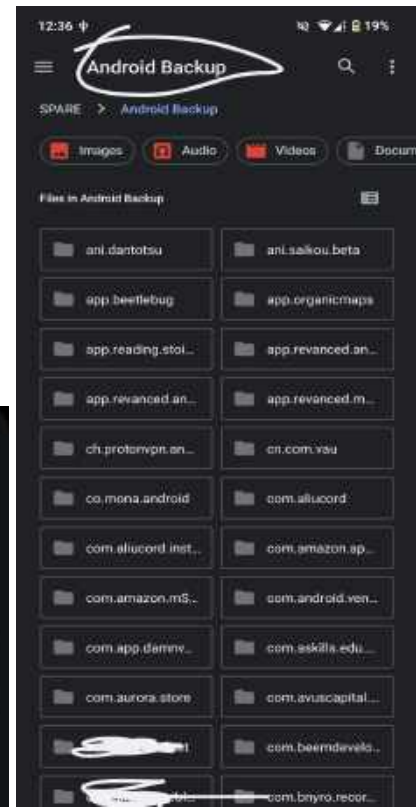 12:36 19%
Android Backup
SPARE > Android Backup
Images Audio Videos Docum
Files in Android Backup
ani.dantotsu ani.saikou.beta
app.beetlebug app.organicmaps
app.reading.stoi... app.revanced.an...
app.revanced.an... app.revanced.m...
ch.protonvpn.an... cn.com.vau
co.mona.android com.aliucord
com.aliucord.inst... com.amazon.ap...
com.amazon.mS... com.android.ven...
com.app.damnv... com.askills.edu...
com.aurora.store com.avuscapital...
com.beemdevelo...
com.bnyro.recor...